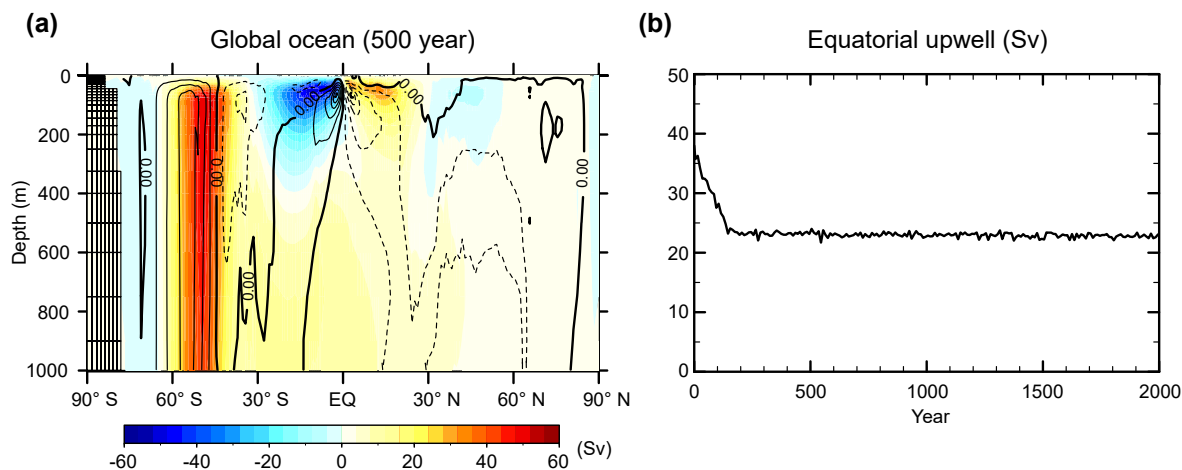 (a)
Global ocean (500 year)
Depth (m)
0
200
400
600
800
1000
90° S
60° S
30° S
EQ
30° N
60° N
90° N
0.00
0.00
0.00
0.00
0.00
0.00
-60
-40
-20
0
20
40
60
(Sv)
(b)
Equatorial upwell (Sv)
50
40
30
20
10
0
0
500
1000
1500
2000
Year